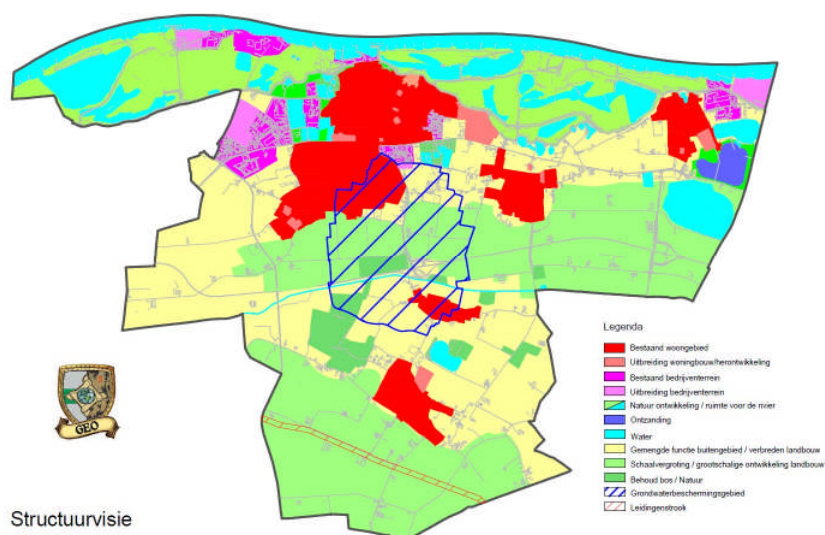 Legenda
Bestaand woongebied
Uitbreiding woningbouw/herontwikkeling
Bestaand bedrijventerrein
Uitbreiding bedrijventerrein
Natuur ontwikkeling / ruimte voor de rivier
Ontzanding
Water
Gemengde functie buitengebied / verbreden landbouw
Schaalvergroting / grootschalige ontwikkeling landbouw
Behoud bos / Natuur
Grondwaterbeschermingsgebied
Leidingenstrook
GEO
Structuurvisie